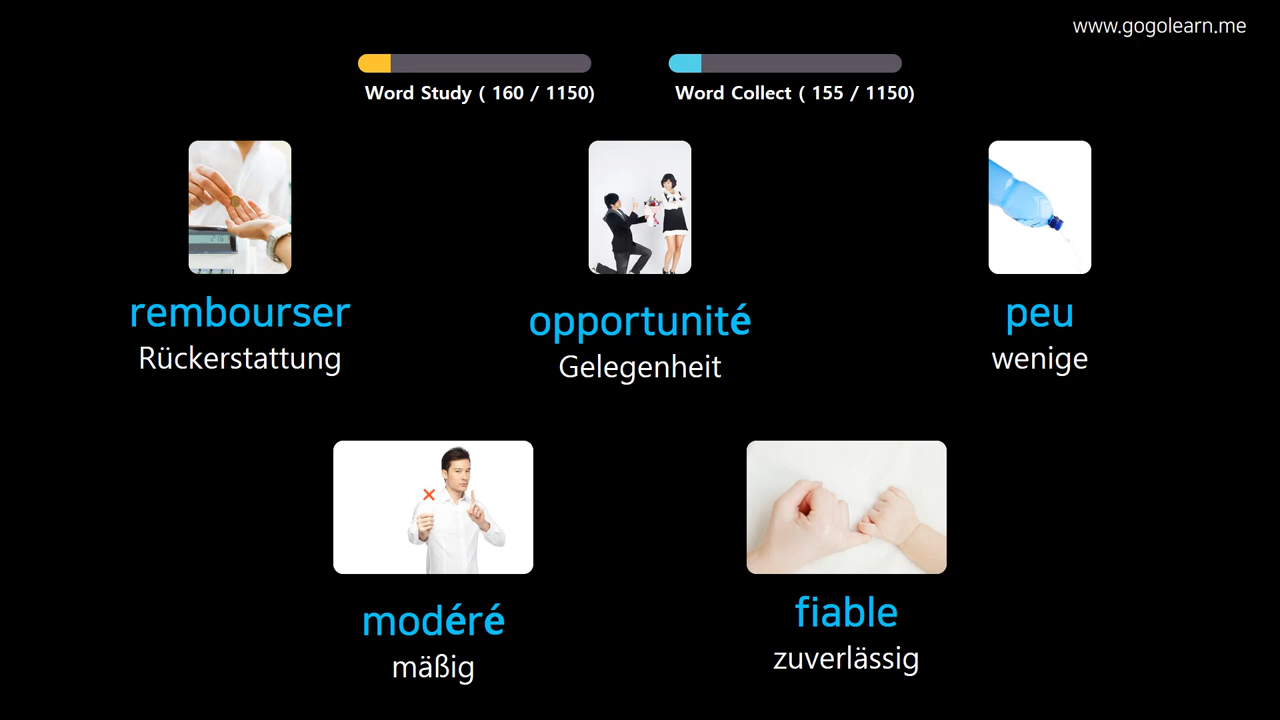 www.gogolearn.me
Word Study ( 160 / 1150)
Word Collect ( 155 / 1150)
rembourser
Rückerstattung
opportunité
Gelegenheit
peu
wenige
modéré
mäßig
fiable
zuverlässig